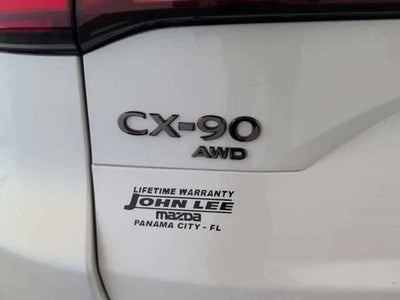 CX-90
AWD
LIFETIME WARRANTY
JOHN LEE
mazda
PANAMA CITY - FL